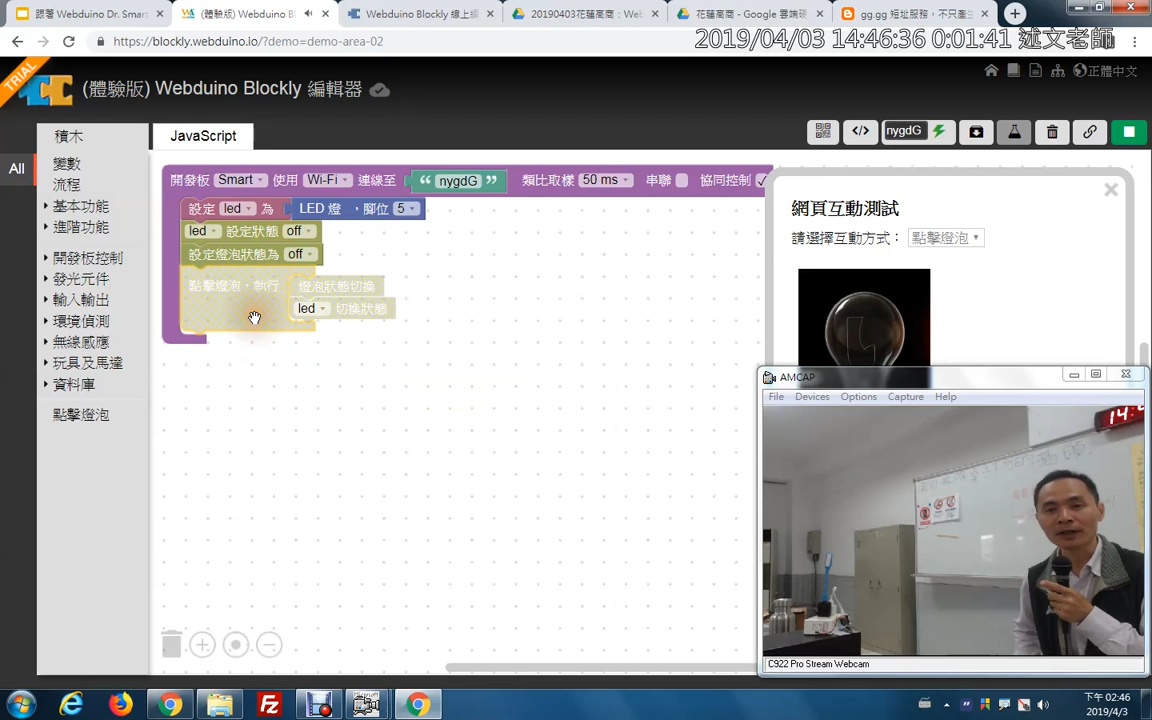 跟著 Webduino Dr. Smar
(體驗版) Webduino Bl
Webduino Blockly 線上
20190403花蓮高商：Web
花蓮高商 - Google 雲端硬
gg.gg 短址服務，不只產生
https://blockly.webduino.io/?demo=demo-area-02
2019/04/03 14:46:36 0:01:41 述文老師
TRIAL
(體驗版) Webduino Blockly 編輯器
正體中文
積木
JavaScript
nygdG
All
變數
流程
基本功能
進階功能
開發板控制
發光元件
輸入輸出
環境偵測
無線感應
玩具及馬達
資料庫
點擊燈泡
開發板 Smart 使用 Wi-Fi 連線至 “ nygdG ” 類比取樣 50 ms 串聯 協同控制
設定 led 為 LED 燈 ，腳位 5
led 設定狀態 off
設定燈泡狀態為 off
點擊燈泡，執行 燈泡狀態切換
led 切換狀態
網頁互動測試
請選擇互動方式： 點擊燈泡
AMCAP
File Devices Options Capture Help
14:
C922 Pro Stream Webcam
下午 02:46
2019/4/3